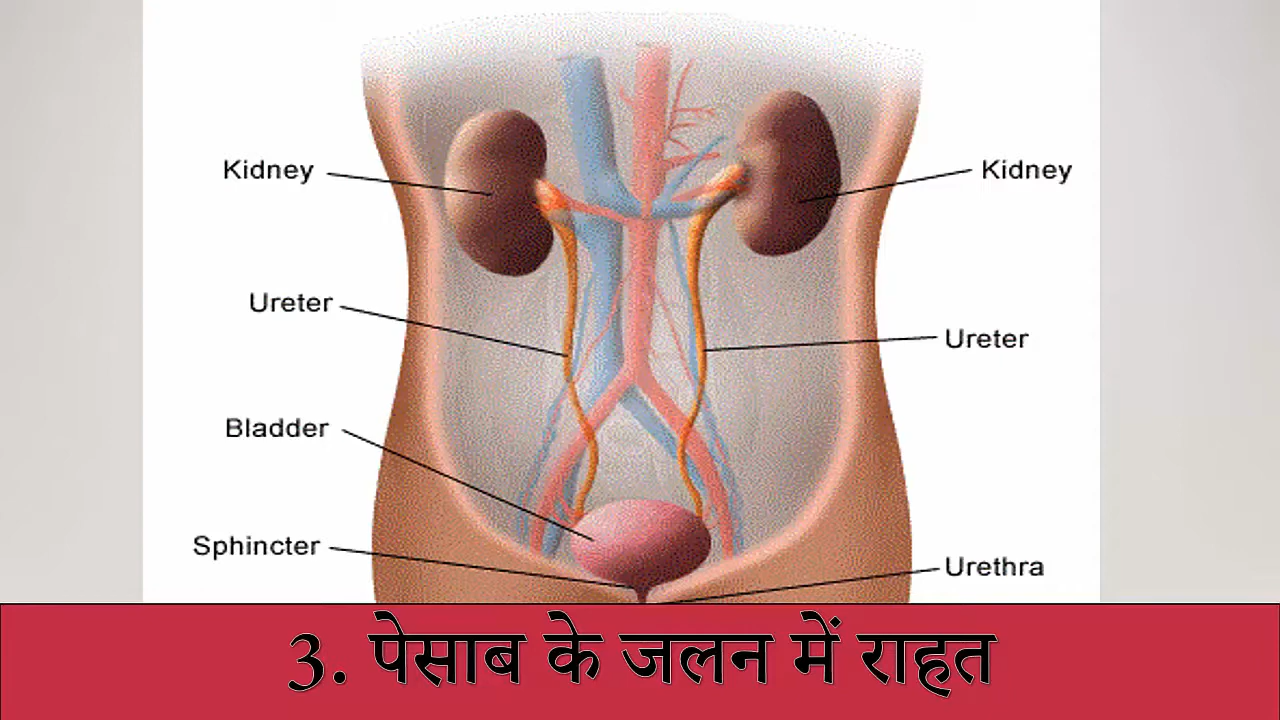 Kidney
Kidney
Ureter
Ureter
Bladder
Sphincter
Urethra
3. पेसाब के जलन में राहत